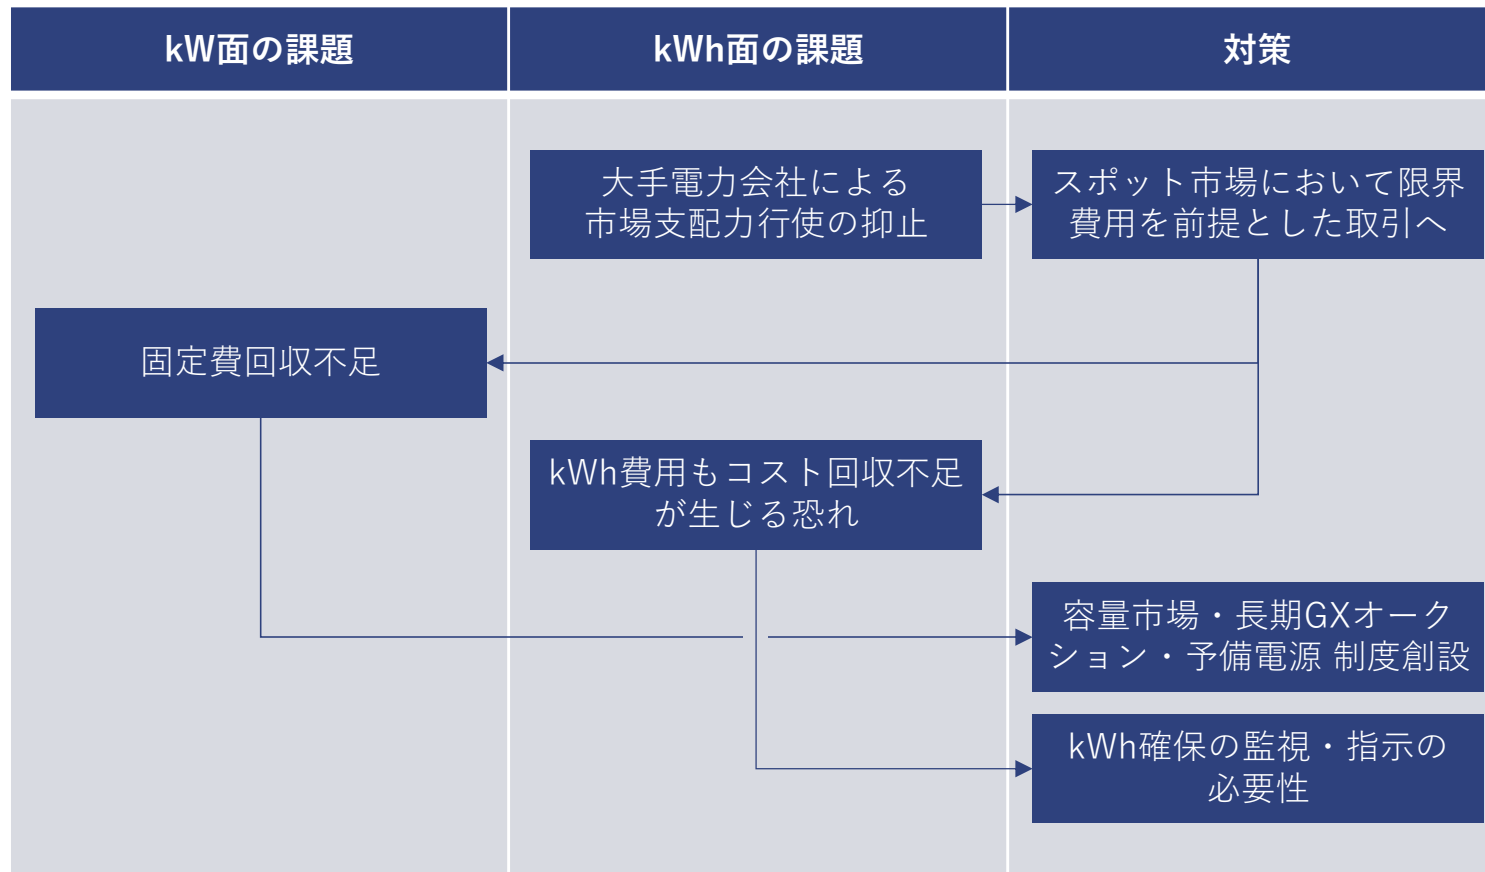 kW面の課題
kWh面の課題
対策
大手電力会社による
市場支配力行使の抑止
スポット市場において限界
費用を前提とした取引へ
固定費回収不足
kWh費用もコスト回収不足
が生じる恐れ
容量市場・長期GXオーク
ション・予備電源 制度創設
kWh確保の監視・指示の
必要性